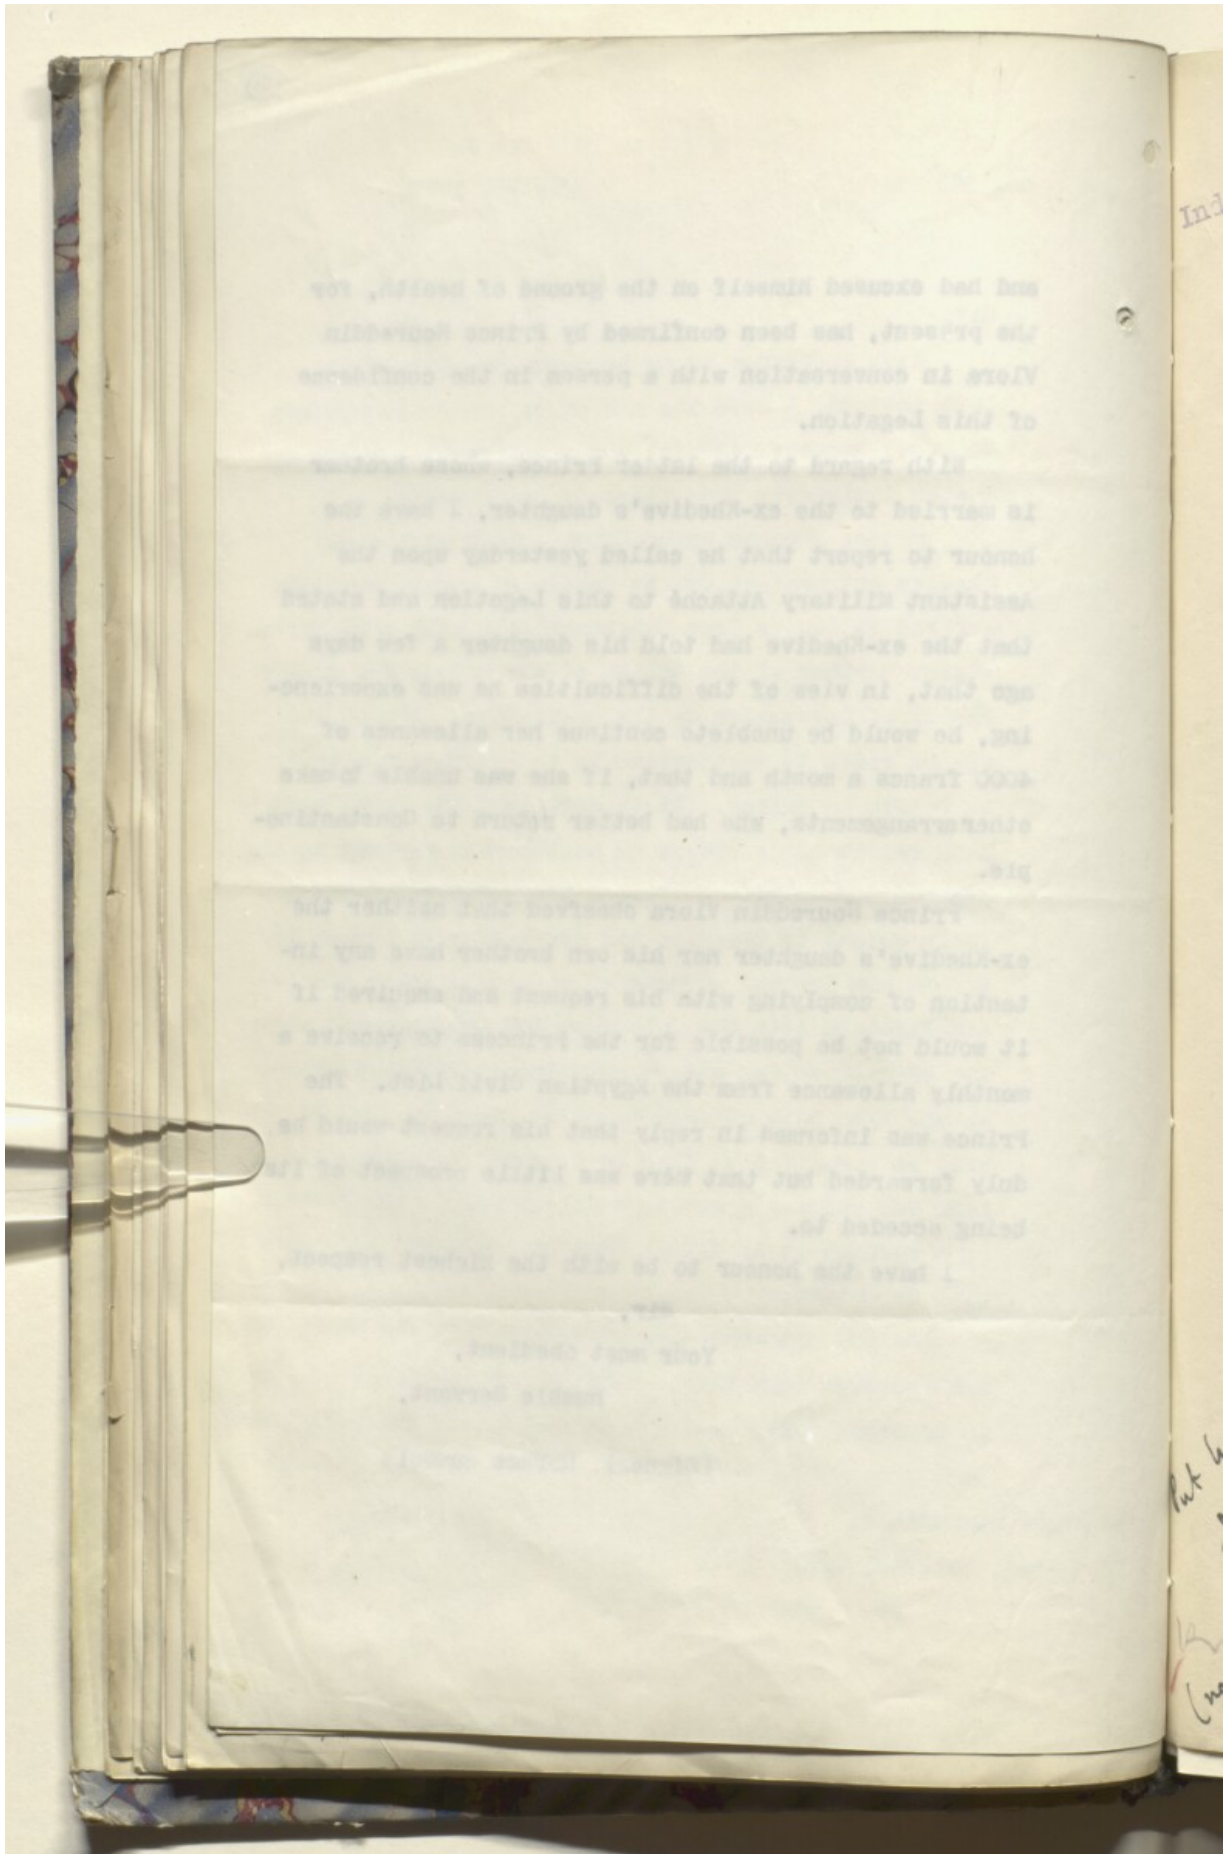 and had excused himself on the ground of health, for
the present, has been confirmed by Prince Noureddin
Vlora in conversation with a person in the confidence
of this Legation.
With regard to the latter Prince, whose brother
is married to the ex-Khedive's daughter, I have the
honour to report that he called yesterday upon the
Assistant Military Attaché to this Legation and stated
that the ex-Khedive had told his daughter a few days
ago that, in view of the difficulties he was experienc-
ing, he would be unableto continue her allowance of
4000 francs a month and that, if she was unable to make
otherarrangements, she had better return to Constantino-
ple.
Prince Noureddin Vlora observed that neither the
ex-Khedive's daughter nor his own brother have any in-
tention of complying with his request and enquired if
it would not be possible for the Princess to receive a
monthly allowance from the Egyptian Civil List. The
Prince was informed in reply that his request would be
duly forwarded but that there was little prospect of its
being acceded to.
I have the honour to be with the highest respect,
Sir,
Your most obedient,
humble Servant,
Ind
Put